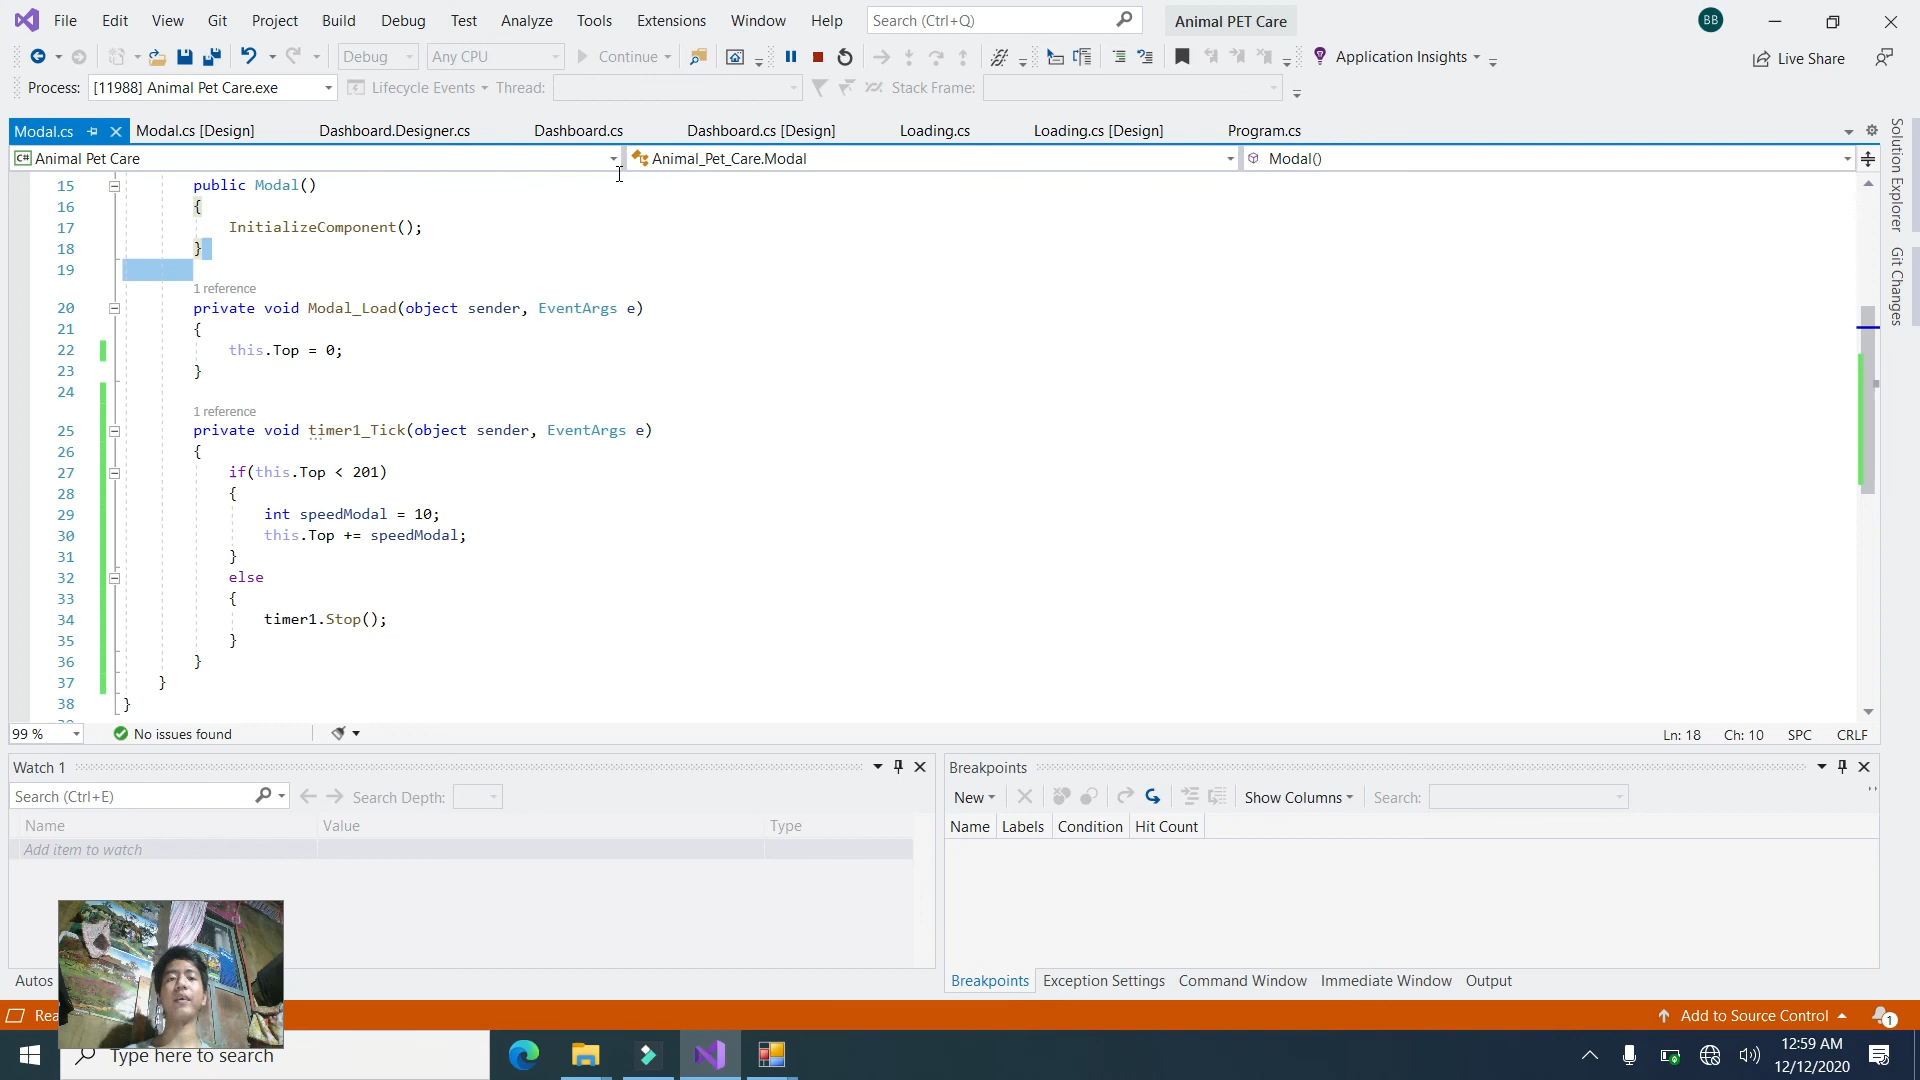 File Edit View Git Project Build Debug Test Analyze Tools Extensions Window Help Search (Ctrl+Q) Animal PET Care BB
Debug Any CPU Continue Application Insights Live Share
Process: [11988] Animal Pet Care.exe Lifecycle Events Thread: Stack Frame:
Modal.cs Modal.cs [Design] Dashboard.Designer.cs Dashboard.cs Dashboard.cs [Design] Loading.cs Loading.cs [Design] Program.cs
C# Animal Pet Care Animal_Pet_Care.Modal Modal()
Solution Explorer
Git Changes
15 public Modal()
16 {
17 InitializeComponent();
18 }
19
1 reference
20 private void Modal_Load(object sender, EventArgs e)
21 {
22 this.Top = 0;
23 }
24
1 reference
25 private void timer1_Tick(object sender, EventArgs e)
26 {
27 if(this.Top < 201)
28 {
29 int speedModal = 10;
30 this.Top += speedModal;
31 }
32 else
33 {
34 timer1.Stop();
35 }
36 }
37 }
38 }
99 % No issues found Ln: 18 Ch: 10 SPC CRLF
Watch 1
Search (Ctrl+E) Search Depth:
Name Value Type
Add item to watch
Autos
Breakpoints
New Show Columns Search:
Name Labels Condition Hit Count
Breakpoints Exception Settings Command Window Immediate Window Output
Rea Add to Source Control 1
Type here to search
12:59 AM
12/12/2020